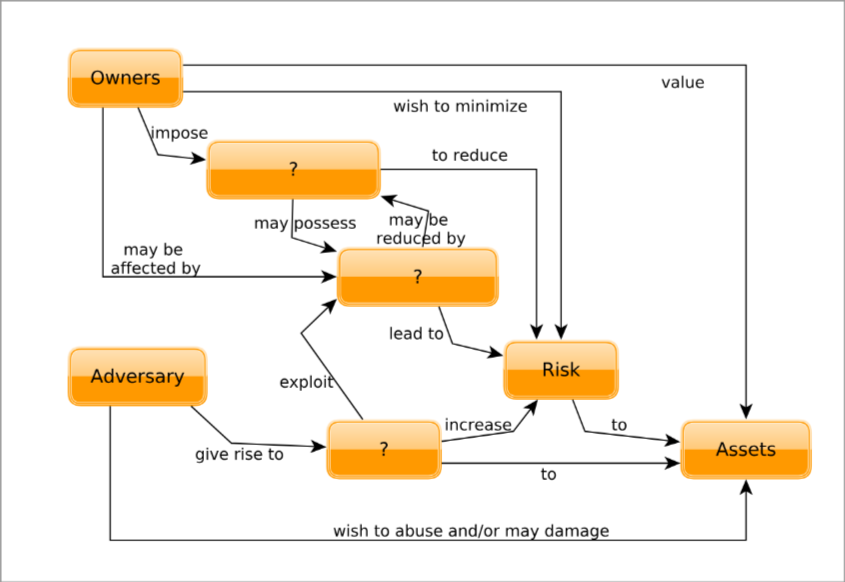 Owners
value
wish to minimize
impose
to reduce
?
may possess
may be
reduced by
may be
affected by
?
lead to
Adversary
Risk
exploit
increase
to
give rise to
?
Assets
to
wish to abuse and/or may damage